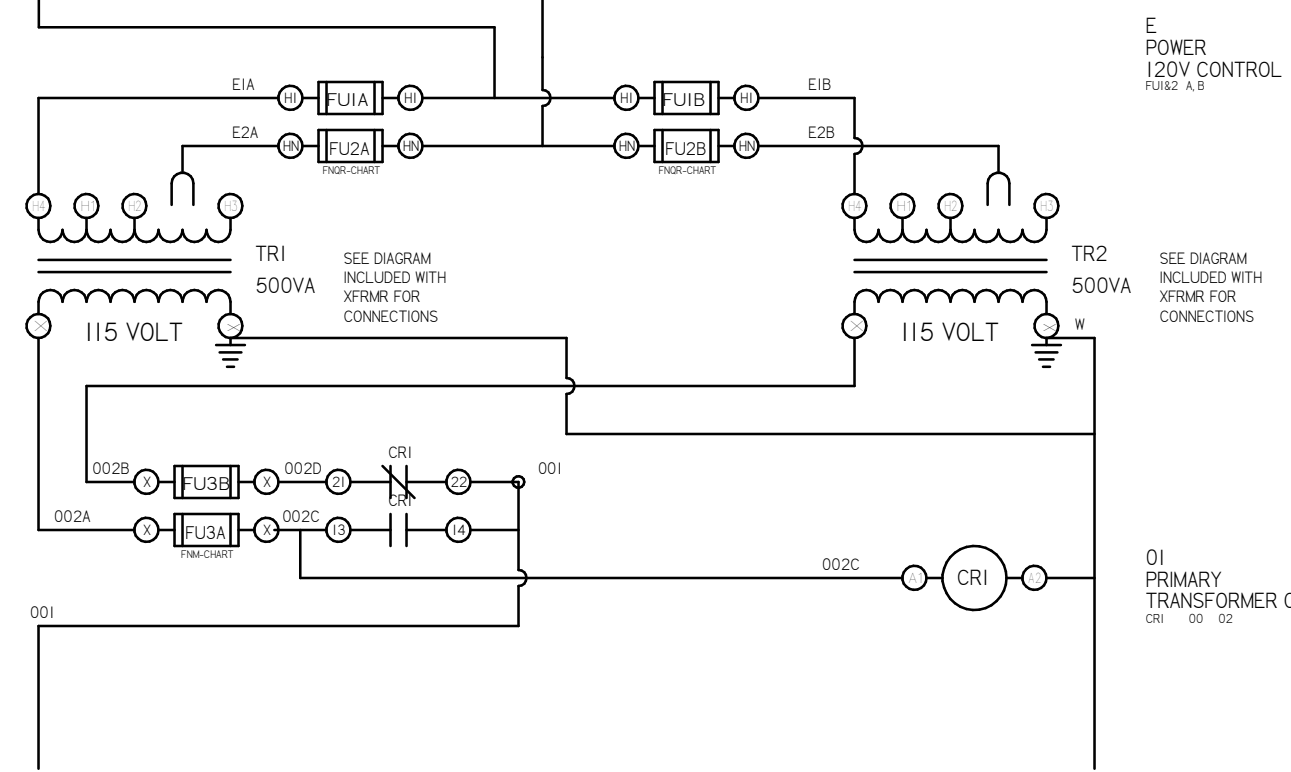 E
POWER
120V CONTROL
FU1&2 A,B
E1A
H1
FU1A
H1
H1
FU1B
H1
E1B
E2A
HN
FU2A
HN
HN
FU2B
HN
E2B
FNQR-CHART
FNQR-CHART
H4
H1
H2
H3
H4
H1
H2
H3
TR1
500VA
SEE DIAGRAM
INCLUDED WITH
XFRMR FOR
CONNECTIONS
TR2
500VA
SEE DIAGRAM
INCLUDED WITH
XFRMR FOR
CONNECTIONS
X
115 VOLT
X
X
115 VOLT
X
W
CR1
002B
X
FU3B
X
002D
21
22
001
CR1
002A
X
FU3A
X
002C
13
14
FNM-CHART
002C
A1
CR1
A2
01
PRIMARY
TRANSFORMER
CR1 00 02
001